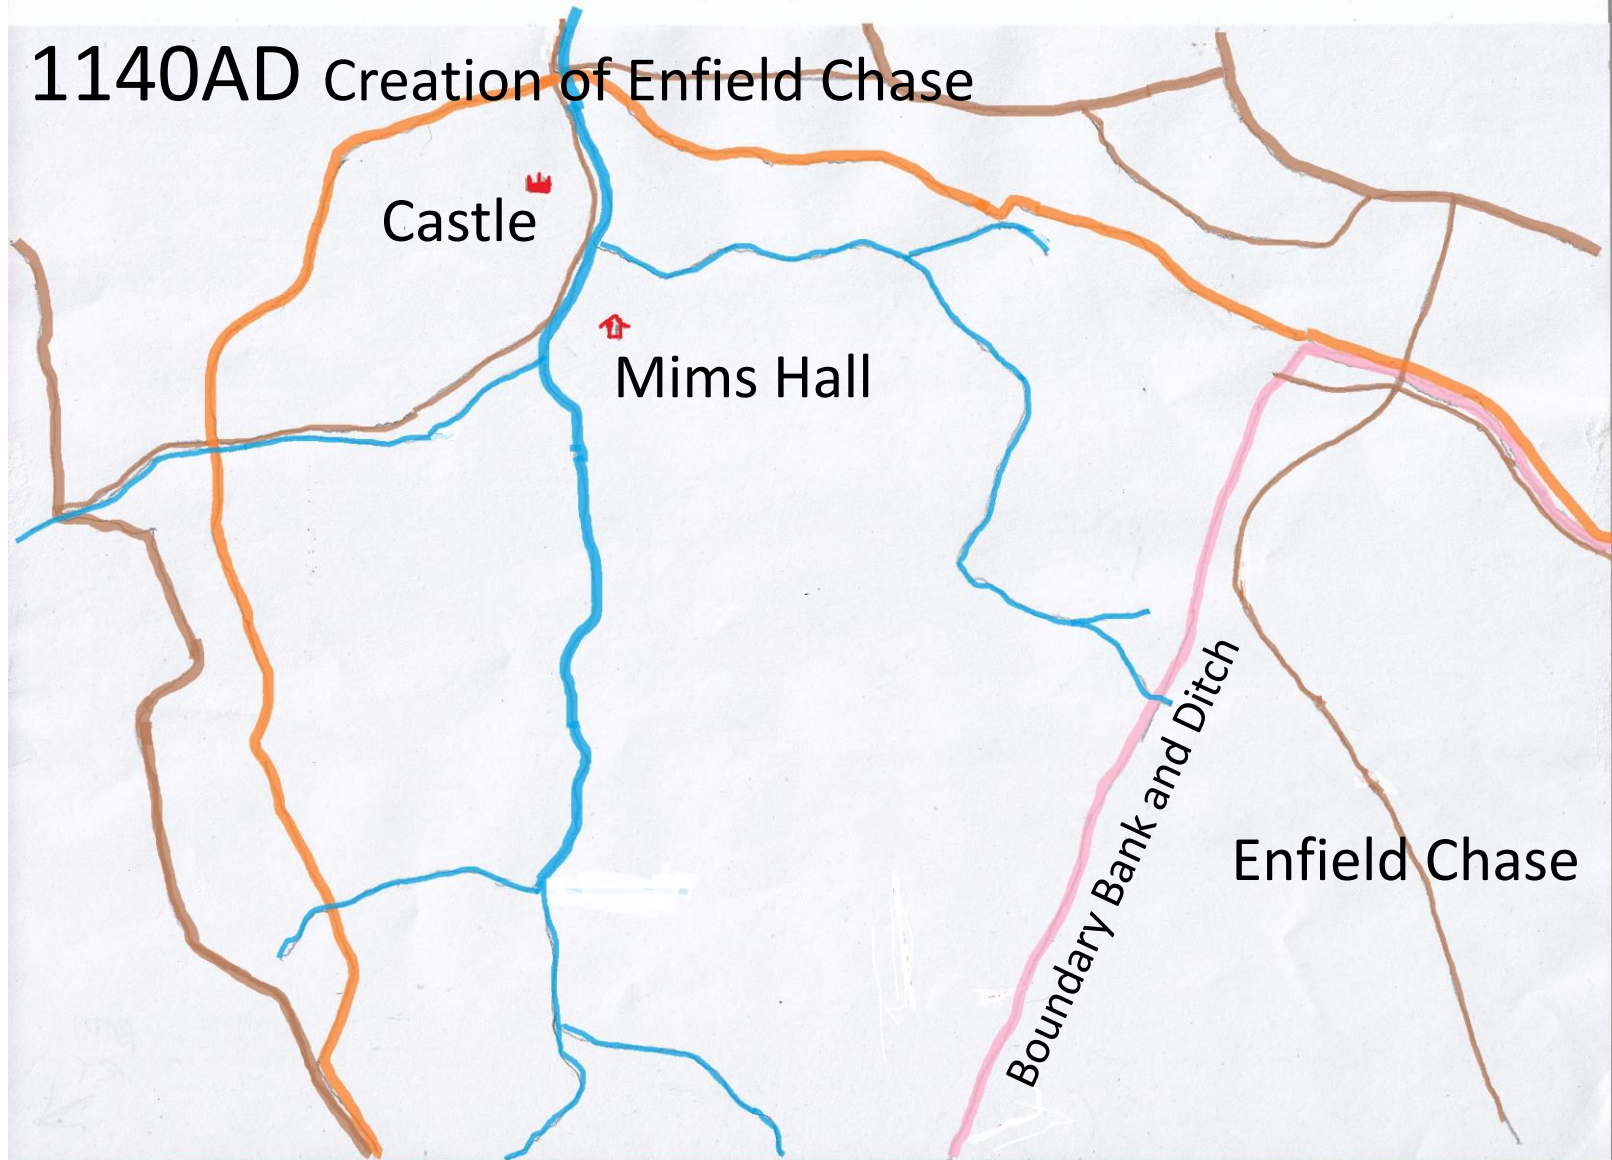 1140AD Creation of Enfield Chase
Castle
Mims Hall
Boundary Bank and Ditch
Enfield Chase